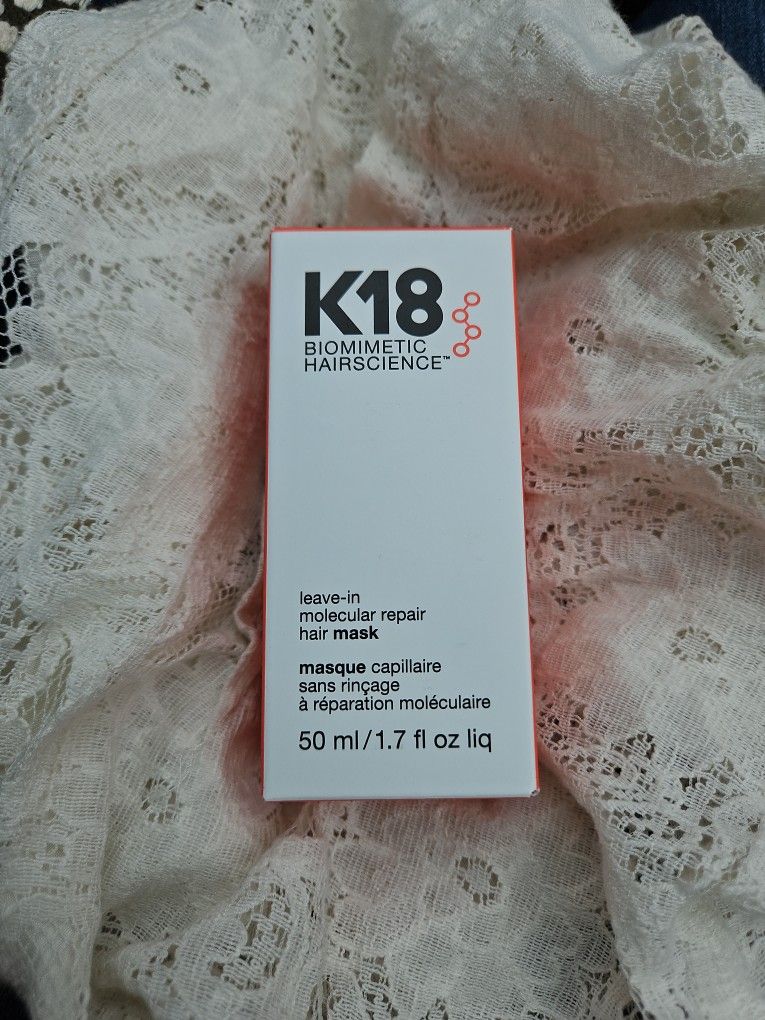 K18
BIOMIMETIC
HAIRSCIENCE™
leave-in
molecular repair
hair mask
masque capillaire
sans rinçage
à réparation moléculaire
50 ml/1.7 fl oz liq